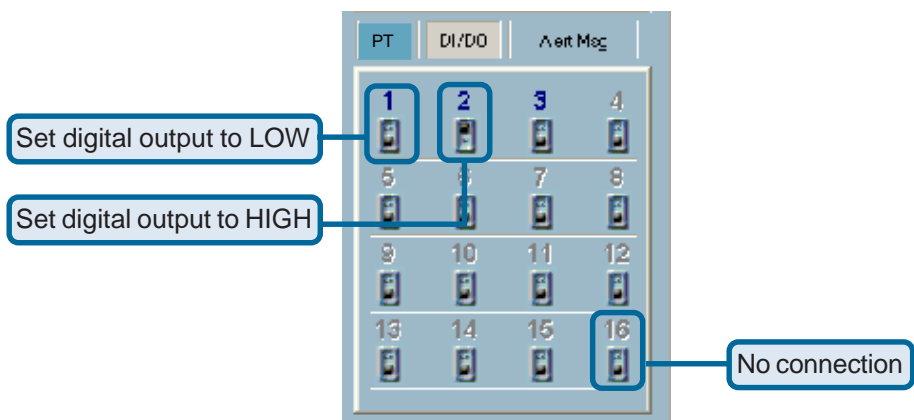 PT DI/DO Alert Msg
1 2 3 4
Set digital output to LOW
5 6 7 8
Set digital output to HIGH
9 10 11 12
13 14 15 16
No connection